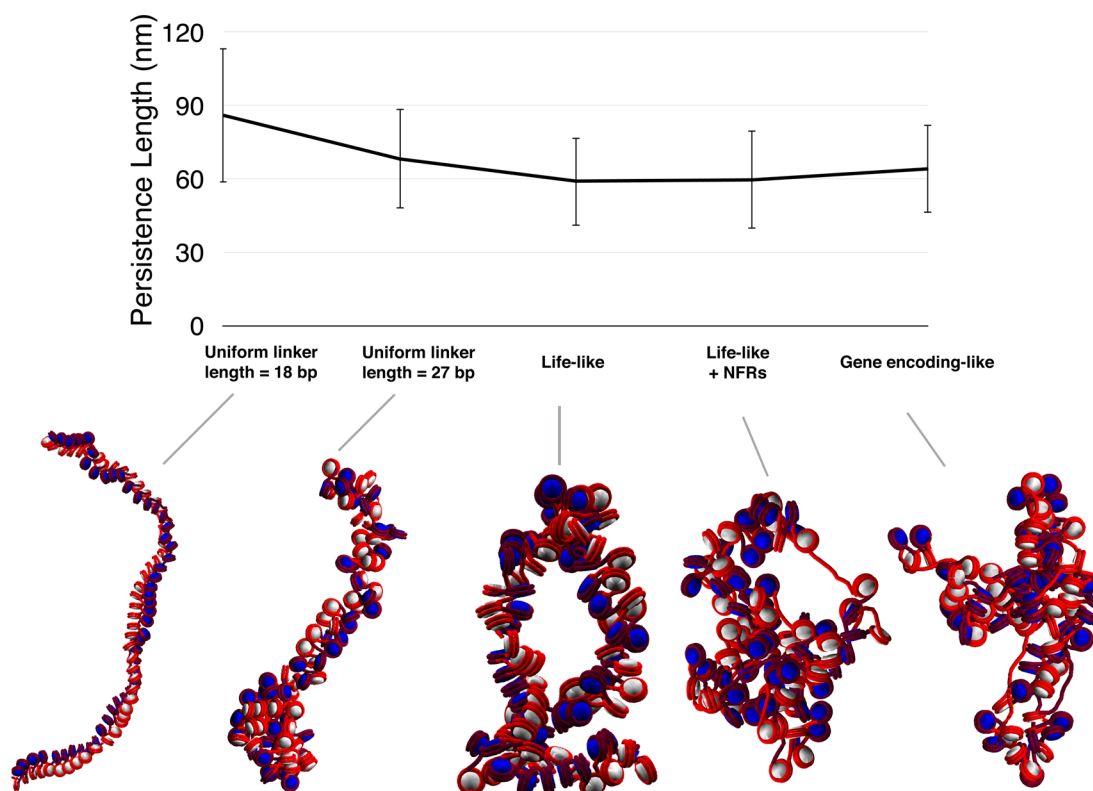 Persistence Length (nm)
120
90
60
30
0
Uniform linker
length = 18 bp
Uniform linker
length = 27 bp
Life-like
Life-like
+ NFRs
Gene encoding-like